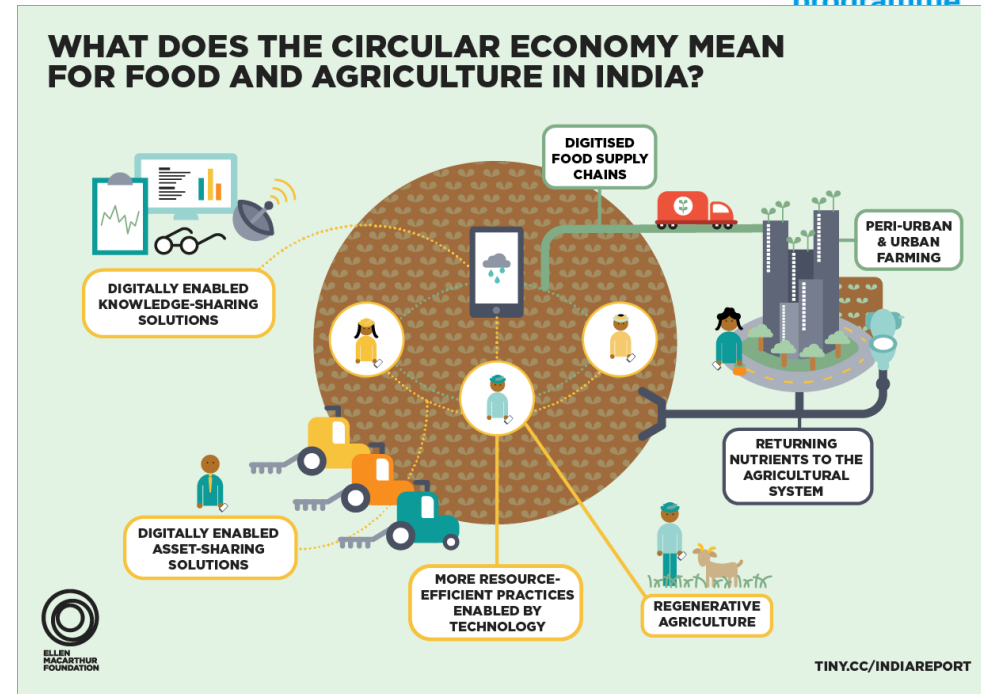 programme
WHAT DOES THE CIRCULAR ECONOMY MEAN
FOR FOOD AND AGRICULTURE IN INDIA?
DIGITISED
FOOD SUPPLY
CHAINS
PERI-URBAN
& URBAN
FARMING
DIGITALLY ENABLED
KNOWLEDGE-SHARING
SOLUTIONS
RETURNING
NUTRIENTS TO THE
AGRICULTURAL
SYSTEM
DIGITALLY ENABLED
ASSET-SHARING
SOLUTIONS
MORE RESOURCE-
EFFICIENT PRACTICES
ENABLED BY
TECHNOLOGY
REGENERATIVE
AGRICULTURE
ELLEN
MACARTHUR
FOUNDATION
TINY.CC/INDIAREPORT